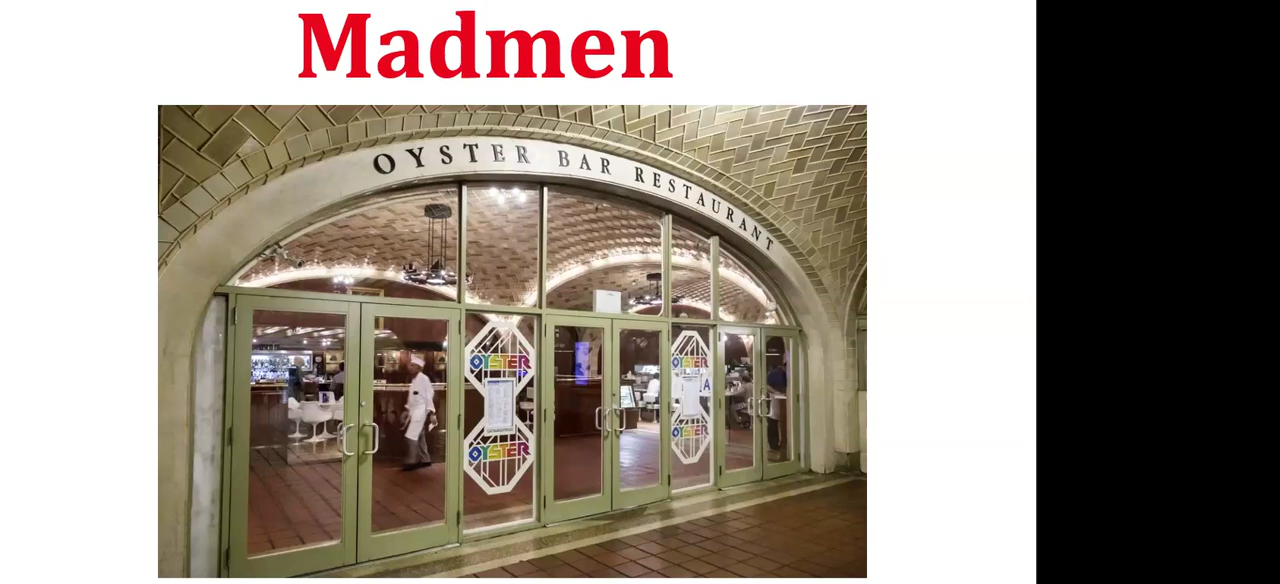 Madmen
OYSTER BAR RESTAURANT
OYSTER
OYSTER
OYSTER
A
OYSTER